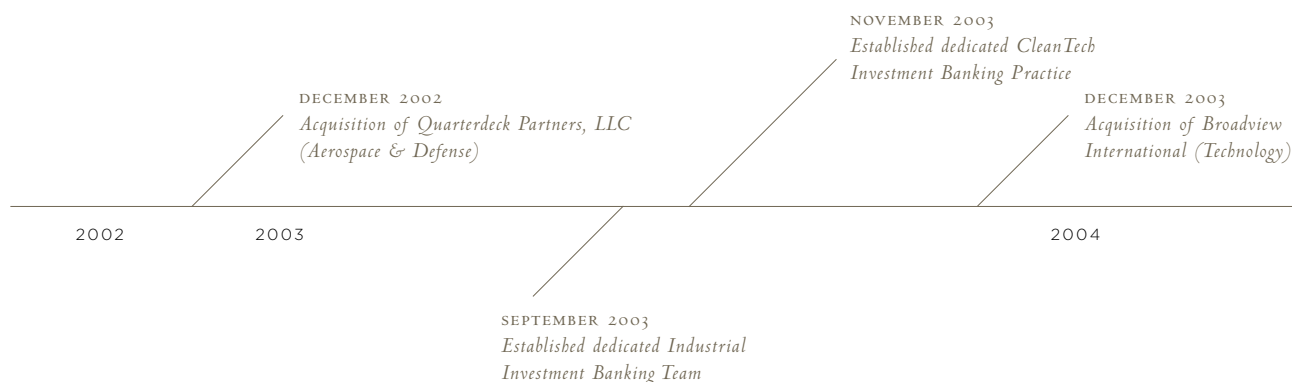 NOVEMBER 2003
Established dedicated CleanTech
Investment Banking Practice
DECEMBER 2002
Acquisition of Quarterdeck Partners, LLC
(Aerospace & Defense)
DECEMBER 2003
Acquisition of Broadview
International (Technology)
2002
2003
2004
SEPTEMBER 2003
Established dedicated Industrial
Investment Banking Team